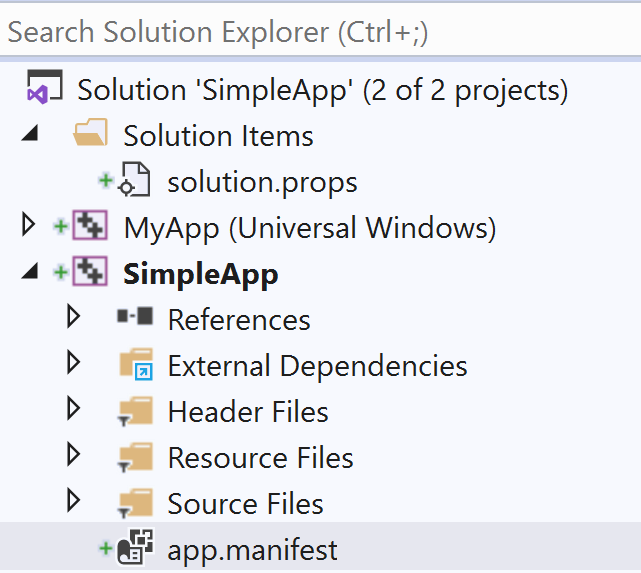 Search Solution Explorer (Ctrl+;)
Solution 'SimpleApp' (2 of 2 projects)
Solution Items
solution.props
MyApp (Universal Windows)
SimpleApp
References
External Dependencies
Header Files
Resource Files
Source Files
app.manifest